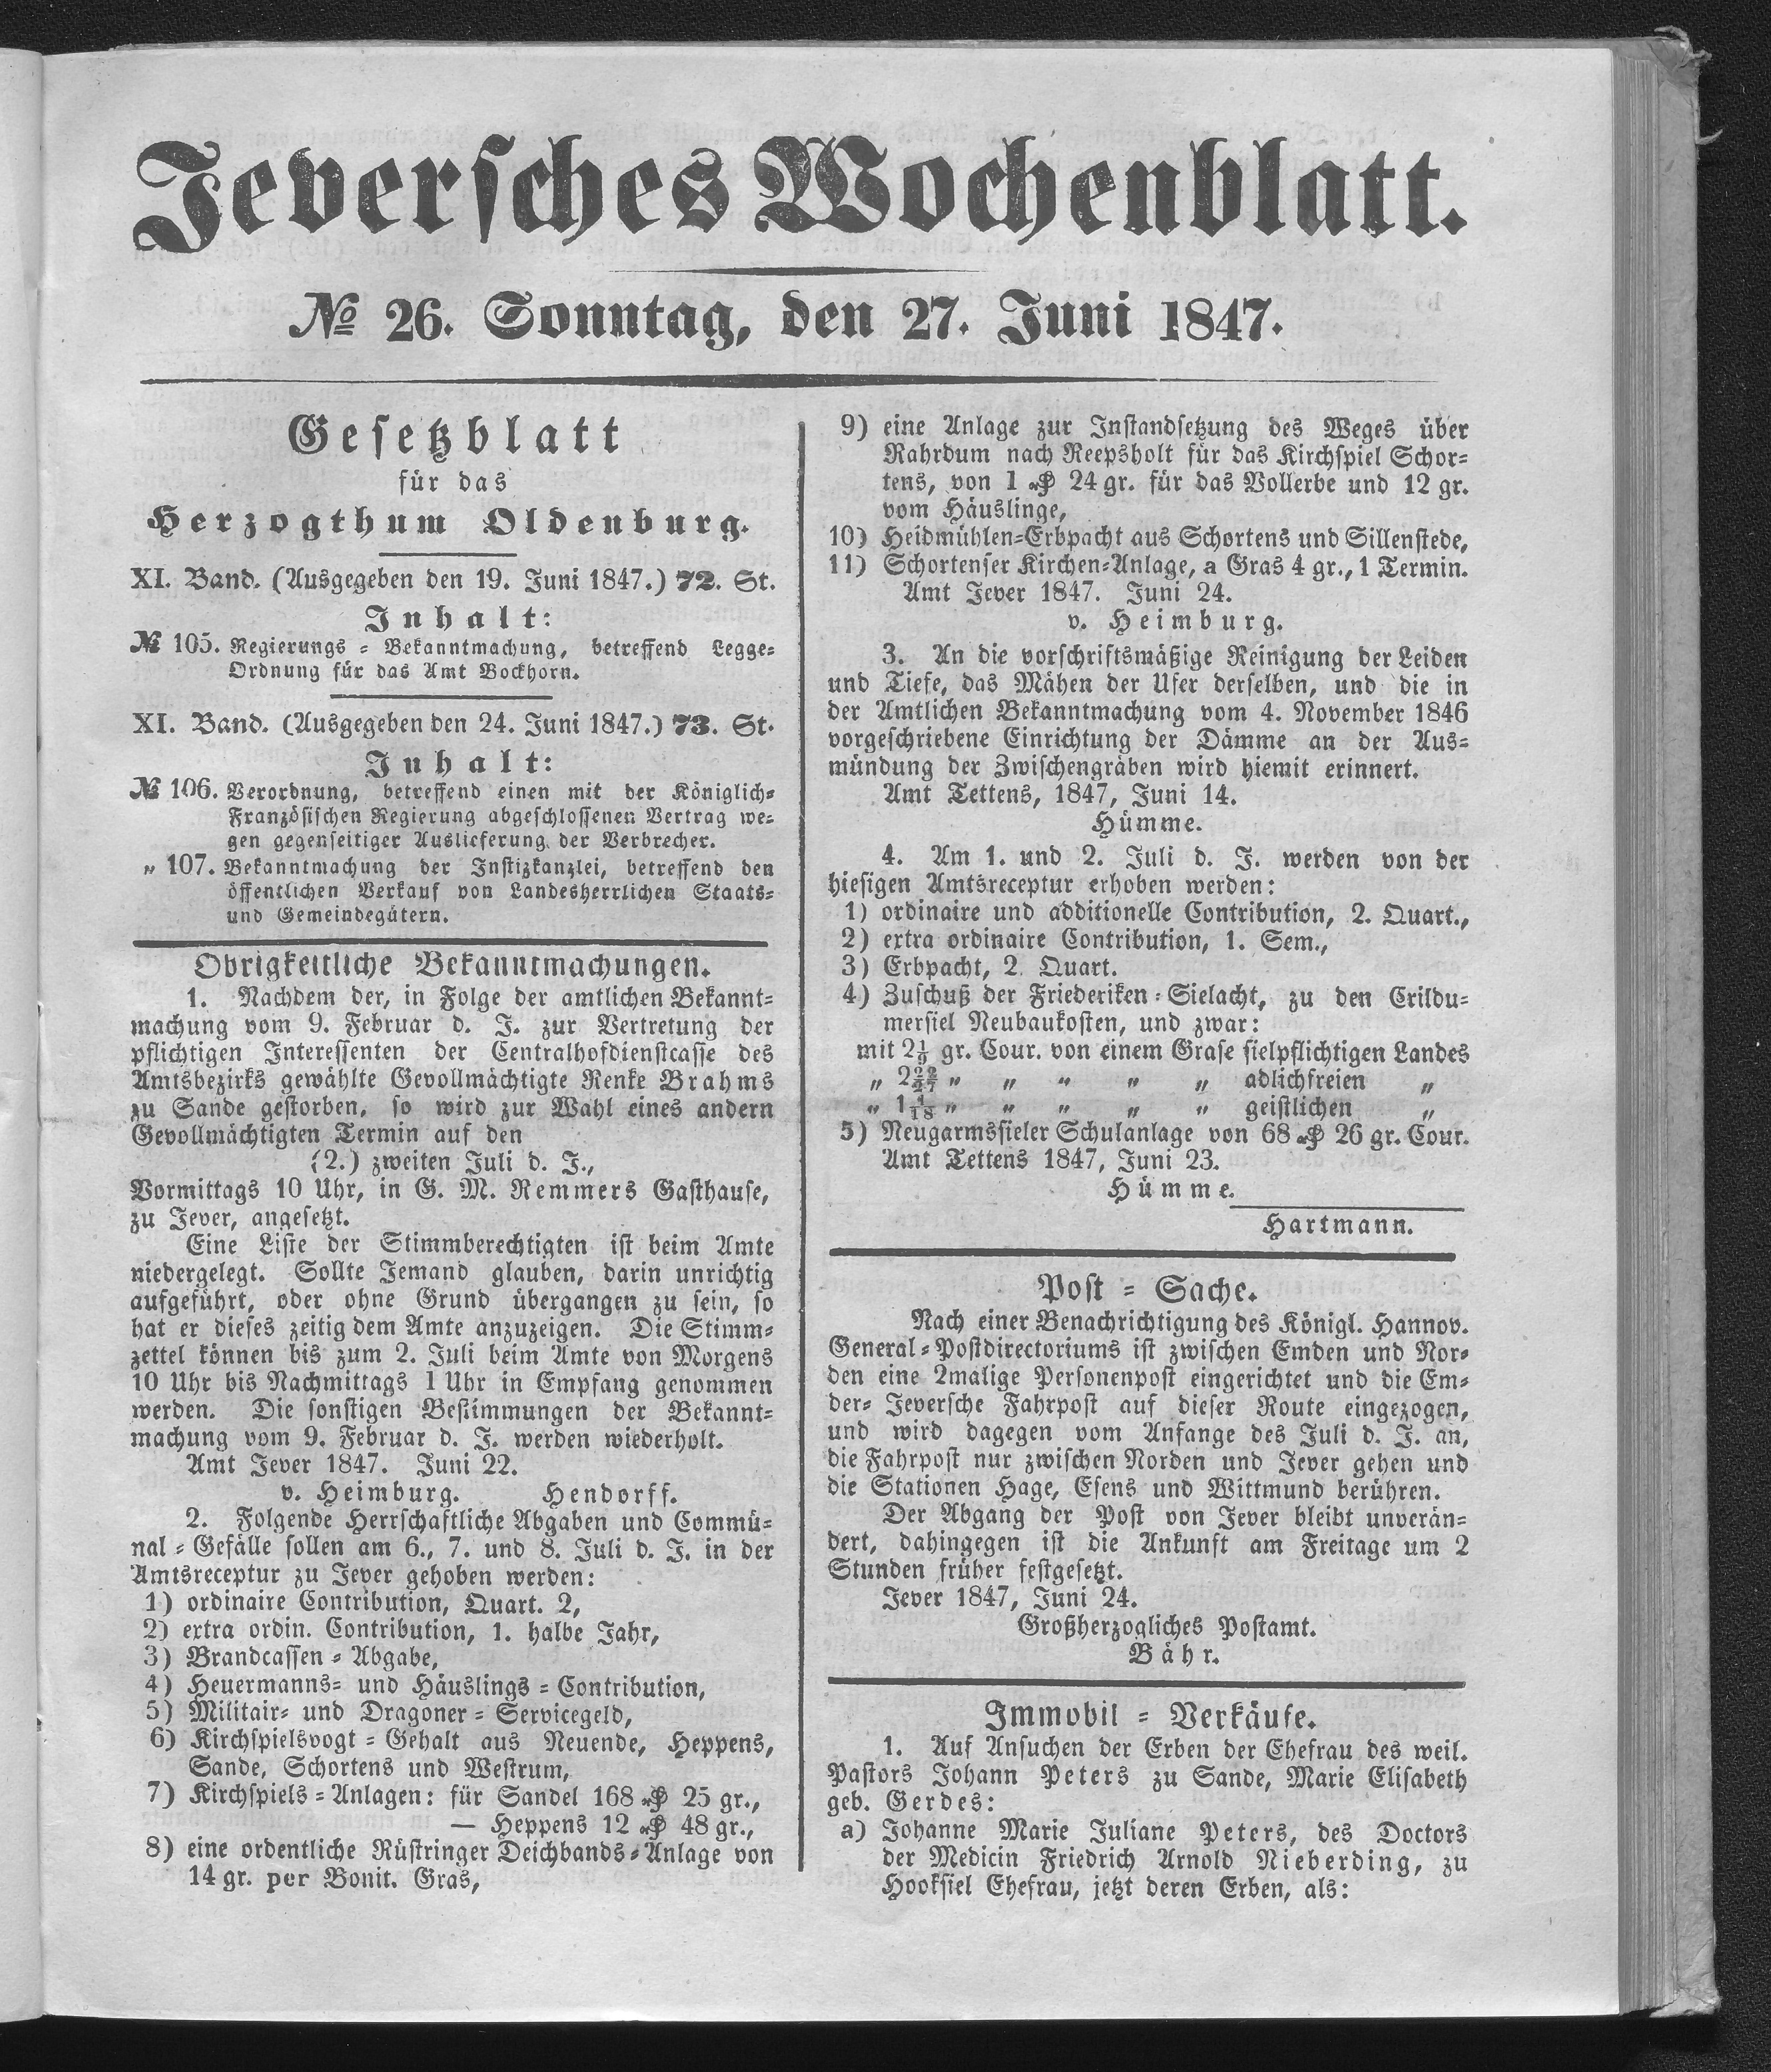 Jeversches Wochenblatt.
№ 26. Sonntag, den 27. Juni 1847.
Gesetzblatt
für das
Herzogthum Oldenburg.
XI. Band. (Ausgegeben den 19. Juni 1847.) 72. St.
Inhalt:
№ 105. Regierungs-Bekanntmachung, betreffend Legge-
Ordnung für das Amt Bockhorn.
XI. Band. (Ausgegeben den 24. Juni 1847.) 73. St.
Inhalt:
№ 106. Verordnung, betreffend einen mit der Königlich-
Französischen Regierung abgeschlossenen Vertrag we-
gen gegenseitiger Auslieferung der Verbrecher.
„ 107. Bekanntmachung der Justizkanzlei, betreffend den
öffentlichen Verkauf von Landesherrlichen Staats-
und Gemeindegütern.
Obrigkeitliche Bekanntmachungen.
1. Nachdem der, in Folge der amtlichen Bekannt-
machung vom 9. Februar d. J. zur Vertretung der
pflichtigen Interessenten der Centralhofdienstcasse des
Amtsbezirks gewählte Gevollmächtigte Renke Brahms
zu Sande gestorben, so wird zur Wahl eines andern
Gevollmächtigten Termin auf den
(2.) zweiten Juli d. J.,
Vormittags 10 Uhr, in G. M. Remmers Gasthause,
zu Jever, angesetzt.
Eine Liste der Stimmberechtigten ist beim Amte
niedergelegt. Sollte Jemand glauben, darin unrichtig
aufgeführt, oder ohne Grund übergangen zu sein, so
hat er dieses zeitig dem Amte anzuzeigen. Die Stimm-
zettel können bis zum 2. Juli beim Amte von Morgens
10 Uhr bis Nachmittags 1 Uhr in Empfang genommen
werden. Die sonstigen Bestimmungen der Bekannt-
machung vom 9. Februar d. J. werden wiederholt.
Amt Jever 1847. Juni 22.
v. Heimburg. Hendorff.
2. Folgende Herrschaftliche Abgaben und Commü-
nal-Gefälle sollen am 6., 7. und 8. Juli d. J. in der
Amtsreceptur zu Jever gehoben werden:
1) ordinaire Contribution, Quart. 2,
2) extra ordin. Contribution, 1. halbe Jahr,
3) Brandcassen-Abgabe,
4) Heuermanns- und Häuslings-Contribution,
5) Militair- und Dragoner-Servicegeld,
6) Kirchspielsvogt-Gehalt aus Neuende, Heppens,
Sande, Schortens und Westrum,
7) Kirchspiels-Anlagen: für Sandel 168 ₰ 25 gr.,
— Heppens 12 ₰ 48 gr.,
8) eine ordentliche Rüstringer Deichbands-Anlage von
14 gr. per Bonit. Gras,
9) eine Anlage zur Instandsetzung des Weges über
Rahrdum nach Reepsholt für das Kirchspiel Schor-
tens, von 1 ₰ 24 gr. für das Vollerbe und 12 gr.
vom Häuslinge,
10) Heidmühlen-Erbpacht aus Schortens und Sillenstede,
11) Schortenser Kirchen-Anlage, a Gras 4 gr., 1 Termin.
Amt Jever 1847. Juni 24.
v. Heimburg.
3. An die vorschriftsmäßige Reinigung der Leiden
und Tiefe, das Mähen der Ufer derselben, und die in
der Amtlichen Bekanntmachung vom 4. November 1846
vorgeschriebene Einrichtung der Dämme an der Aus-
mündung der Zwischengräben wird hiemit erinnert.
Amt Tettens, 1847, Juni 14.
Hümme.
4. Am 1. und 2. Juli d. J. werden von der
hiesigen Amtsreceptur erhoben werden:
1) ordinaire und additionelle Contribution, 2. Quart.,
2) extra ordinaire Contribution, 1. Sem.,
3) Erbpacht, 2. Quart.
4) Zuschuß der Friederiken-Sielacht, zu den Crildu-
mersiel Neubaukosten, und zwar:
mit 2 1/9 gr. Cour. von einem Grase sielpflichtigen Landes
„ 2 22/27 „ „ „ „ „ adlichfreien „
„ 1 1/18 „ „ „ „ „ geistlichen „
5) Neugarmssieler Schulanlage von 68 ₰ 26 gr. Cour.
Amt Tettens 1847, Juni 23.
Hümme.
Hartmann.
Post-Sache.
Nach einer Benachrichtigung des Königl. Hannov.
General-Postdirectoriums ist zwischen Emden und Nor-
den eine 2malige Personenpost eingerichtet und die Em-
der-Jeversche Fahrpost auf dieser Route eingezogen,
und wird dagegen vom Anfange des Juli d. J. an,
die Fahrpost nur zwischen Norden und Jever gehen und
die Stationen Hage, Esens und Wittmund berühren.
Der Abgang der Post von Jever bleibt unverän-
dert, dahingegen ist die Ankunft am Freitage um 2
Stunden früher festgesetzt.
Jever 1847, Juni 24.
Großherzogliches Postamt.
Bähr.
Immobil-Verkäufe.
1. Auf Ansuchen der Erben der Ehefrau des weil.
Pastors Johann Peters zu Sande, Marie Elisabeth
geb. Gerdes:
a) Johanne Marie Juliane Peters, des Doctors
der Medicin Friedrich Arnold Nieberding, zu
Hooksiel Ehefrau, jetzt deren Erben, als: